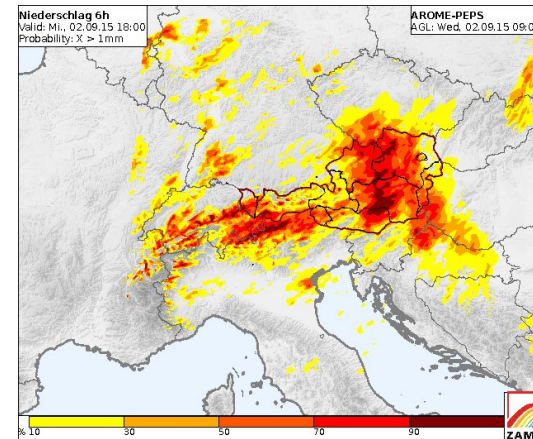 Niederschlag 6h
Valid: Mi., 02.09.15 18:00
Probability: X > 1mm
AROME-PEPS
AGL: Wed, 02.09.15 09:0
% 10 30 50 70 90
ZAM